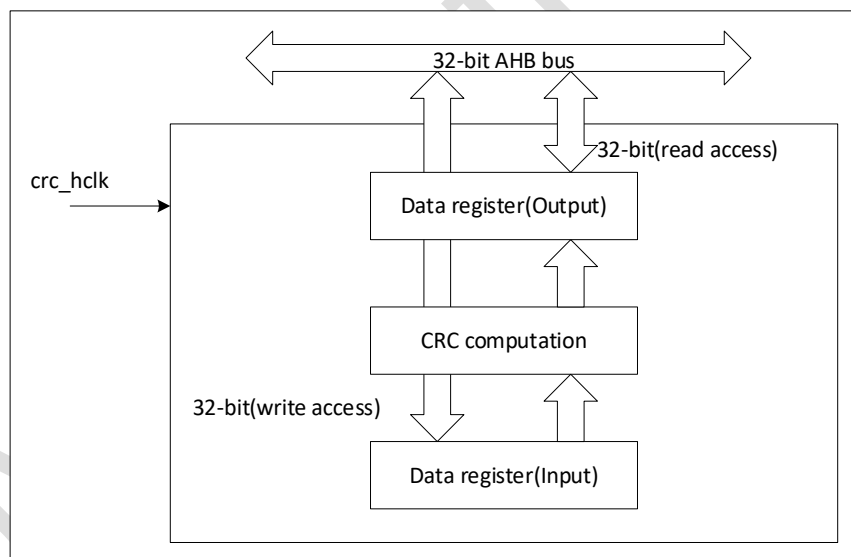 32-bit AHB bus
32-bit(read access)
crc_hclk
Data register(Output)
CRC computation
32-bit(write access)
Data register(Input)